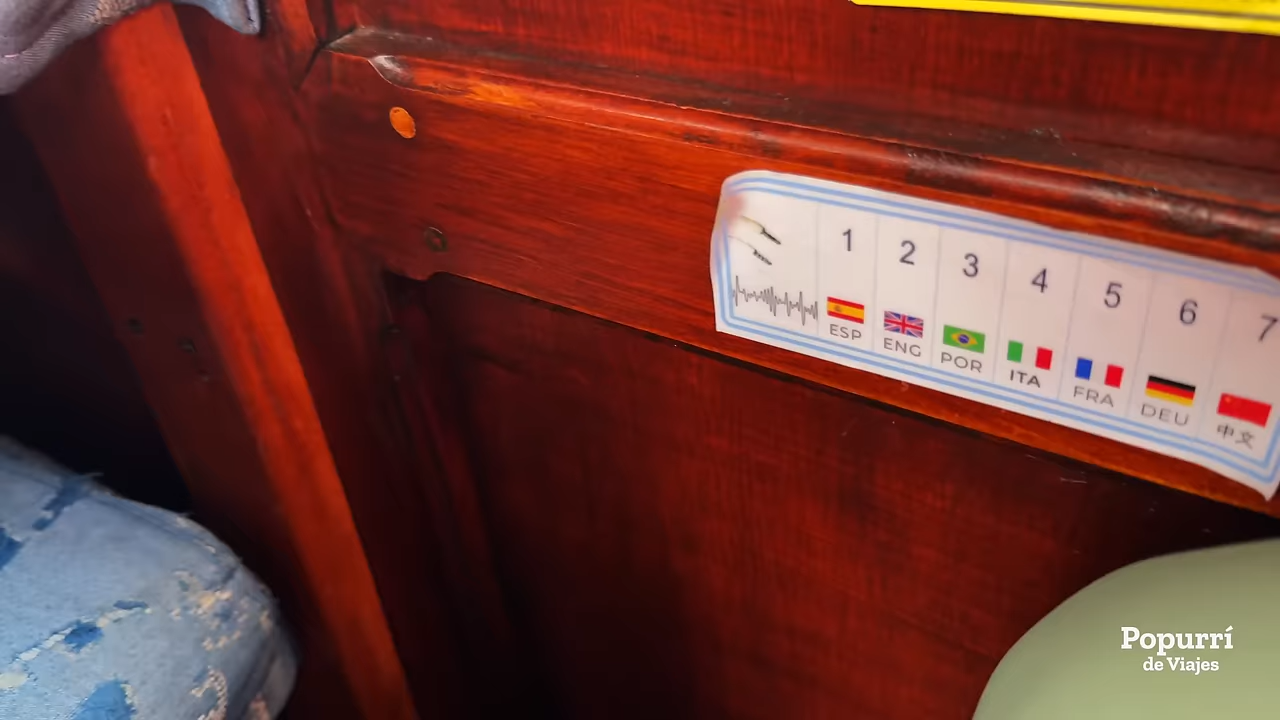 1 2 3 4 5 6 7
ESP ENG POR ITA FRA DEU 中文
Popurrí
de Viajes